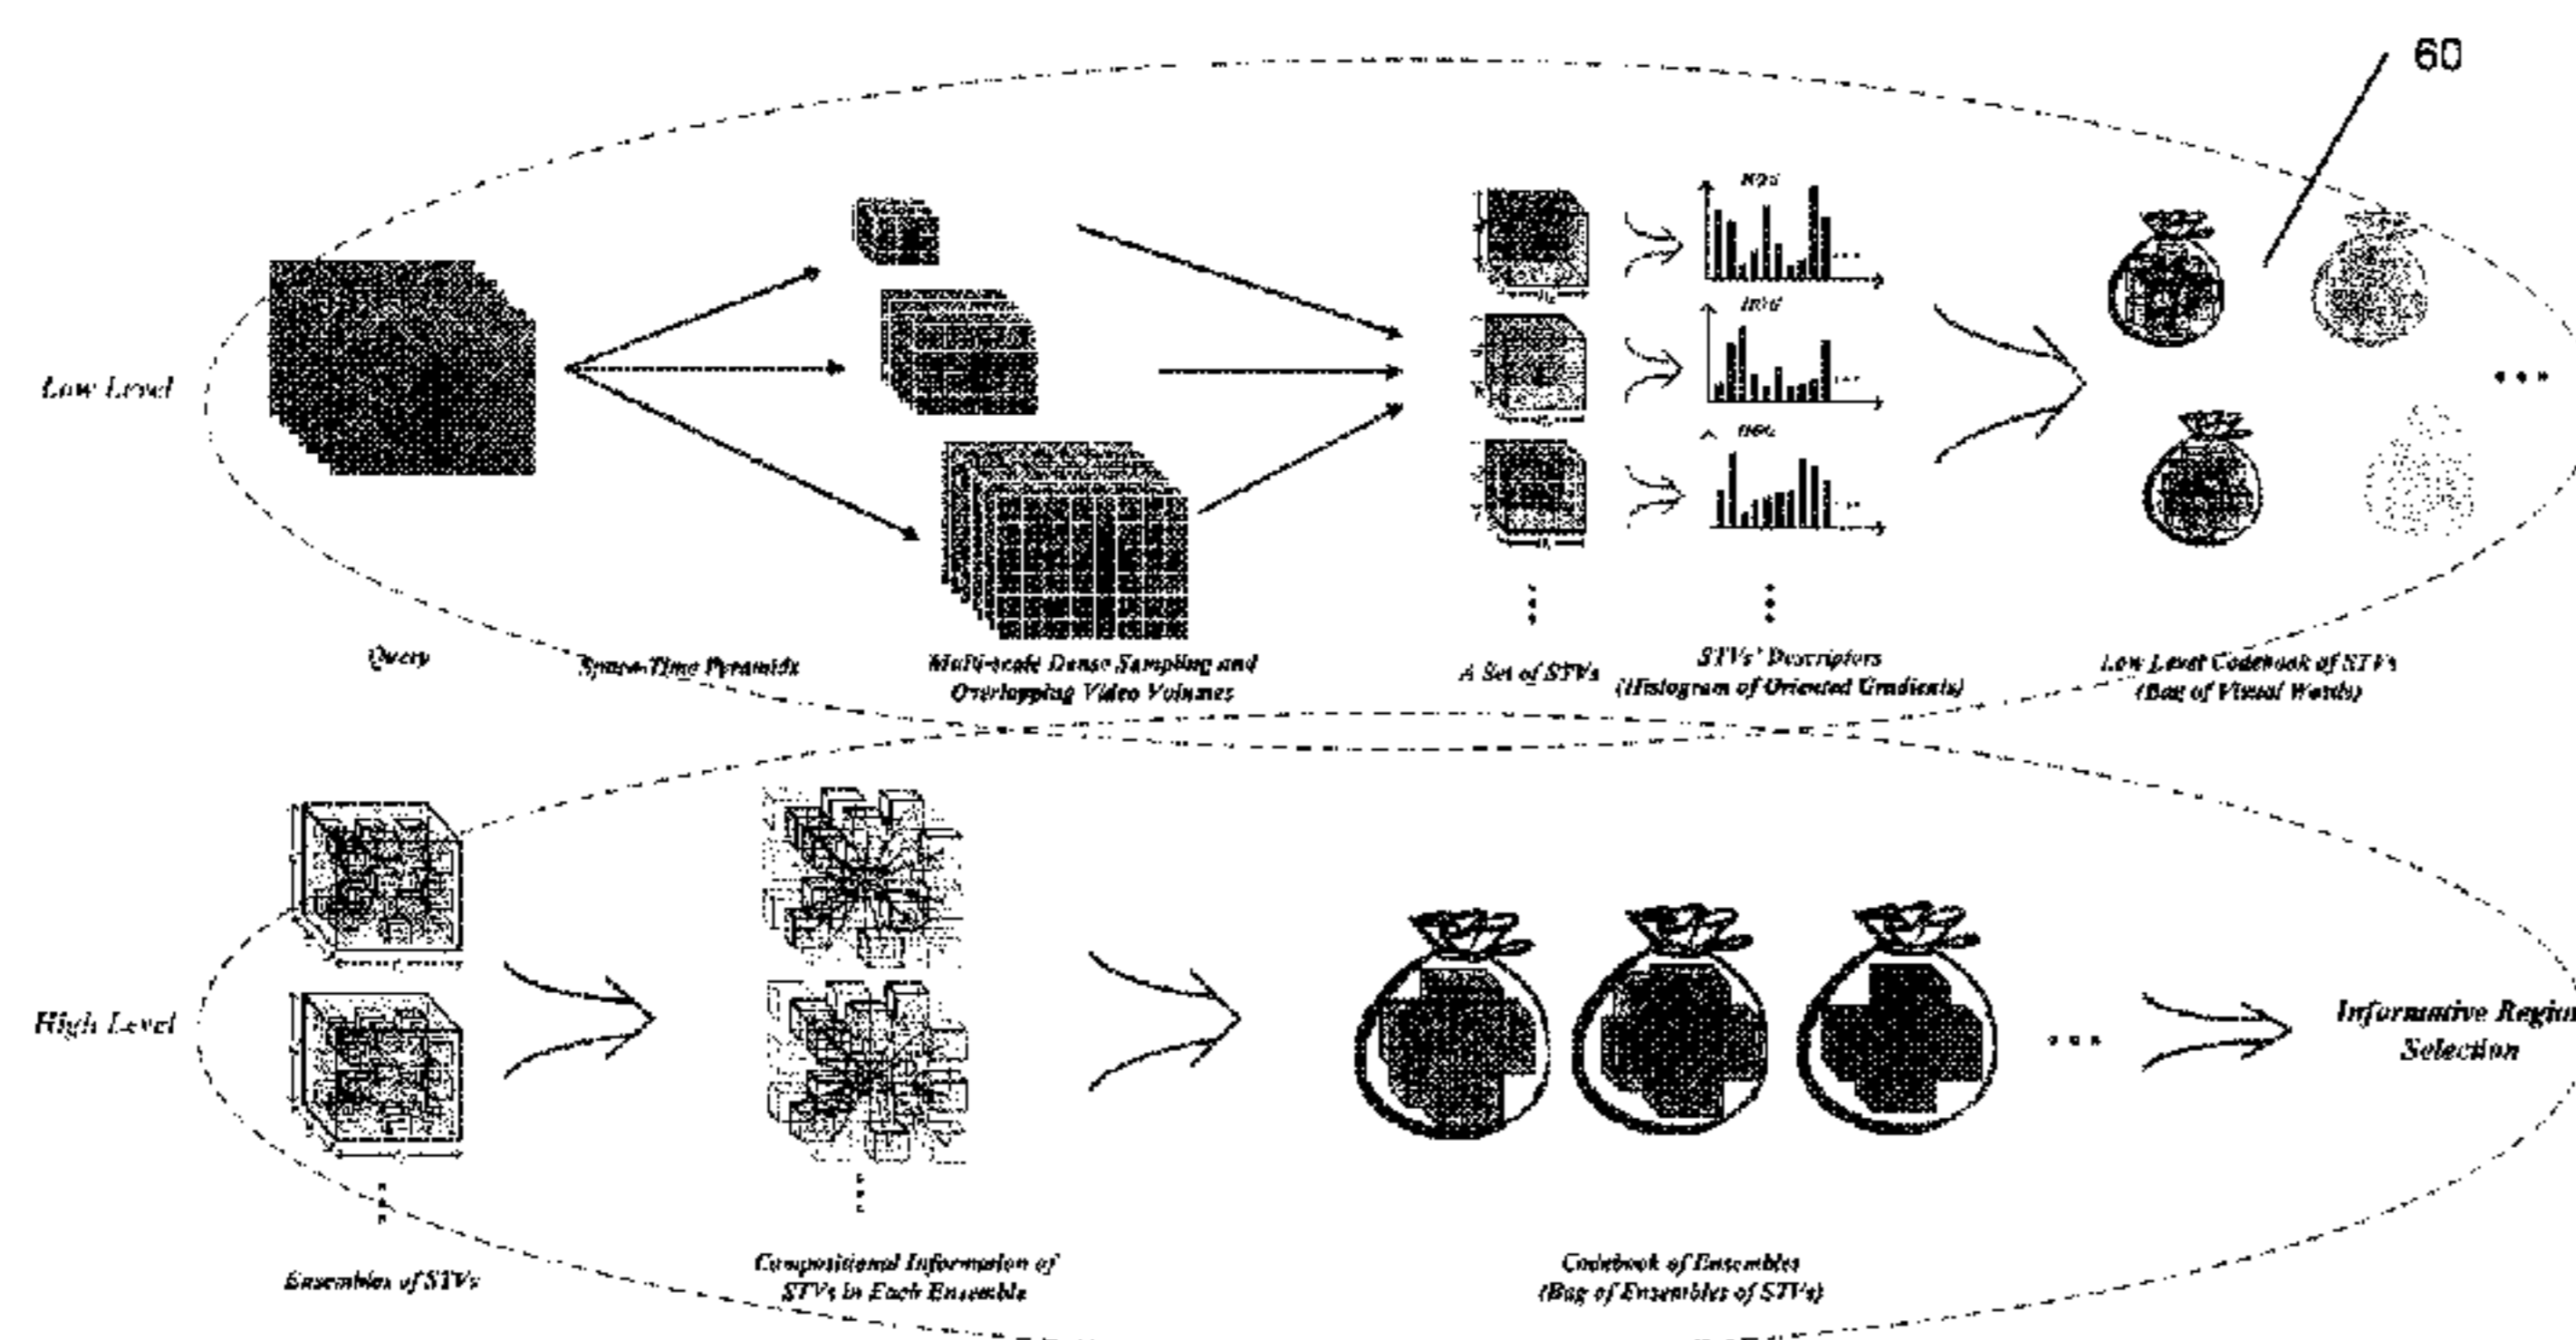 60
Low Level
Query
Space-Time Pyramids
Multi-scale Dense Sampling and
Overlapping Video Volumes
A Set of STVs
STVs' Descriptors
(Histogram of Oriented Gradients)
Low Level Codebook of STVs
(Bag of Visual Words)
High Level
Informative Region
Selection
Ensembles of STVs
Compositional Information of
STVs in Each Ensemble
Codebook of Ensembles
(Bag of Ensembles of STVs)